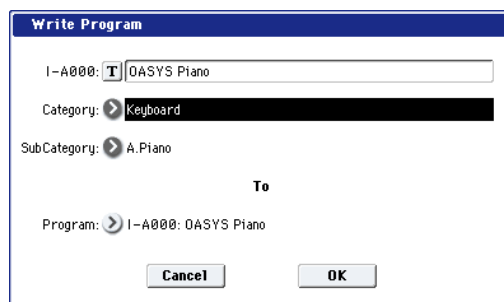 Write Program
I-A000: T OASYS Piano
Category: Keyboard
SubCategory: A.Piano
To
Program: I-A000: OASYS Piano
Cancel OK